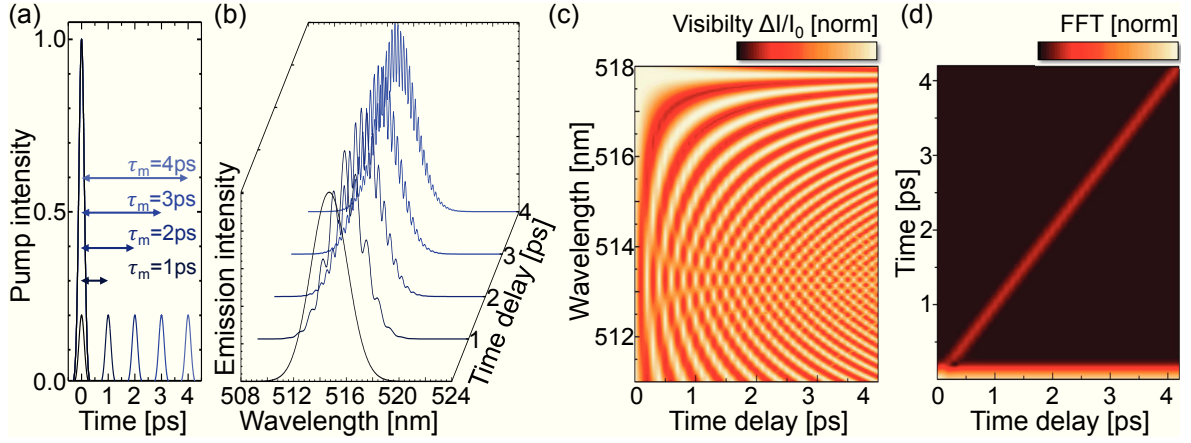 (a)
1.0
0.5
0.0
Pump intensity
τm=4ps
τm=3ps
τm=2ps
τm=1ps
0 1 2 3 4
Time [ps]
(b)
Emission intensity
508 512 516 520 524
Wavelength [nm]
1
2
3
4
Time delay [ps]
(c)
Visibilty ΔI/I0 [norm]
518
516
514
512
Wavelength [nm]
0 1 2 3 4
Time delay [ps]
(d)
FFT [norm]
4
3
2
1
Time [ps]
0 1 2 3 4
Time delay [ps]